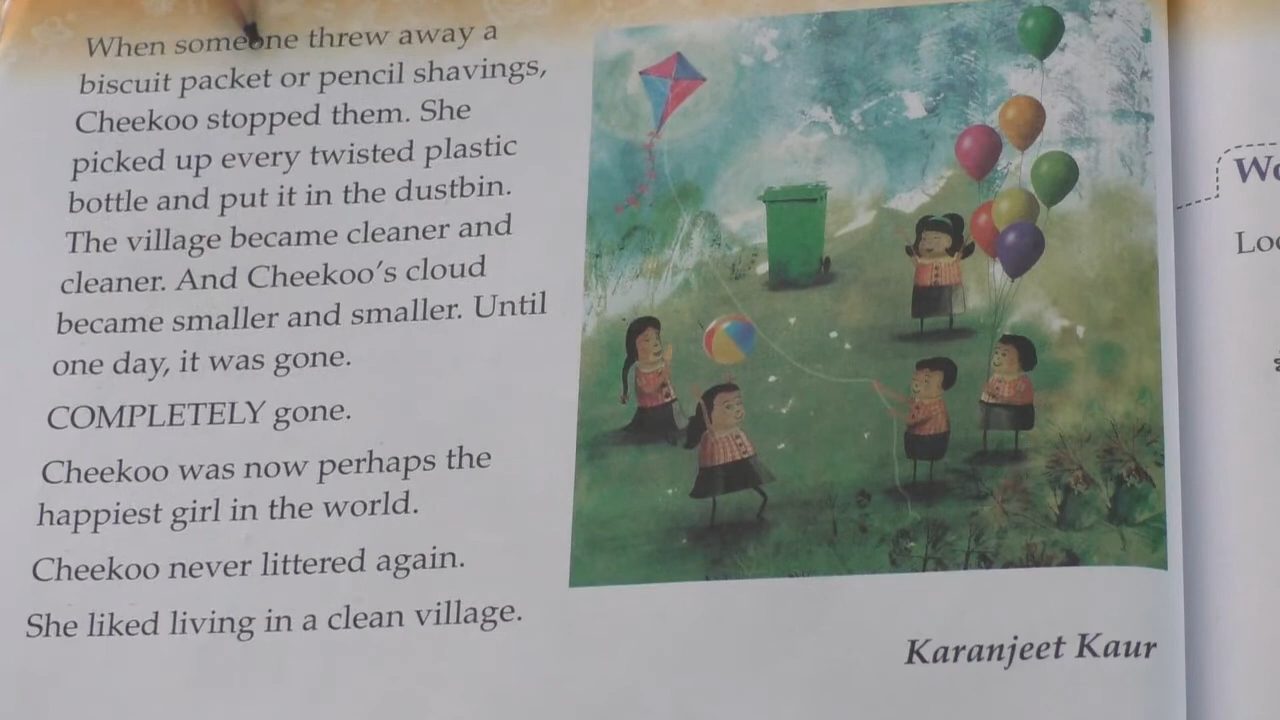 When someone threw away a
biscuit packet or pencil shavings,
Cheekoo stopped them. She
picked up every twisted plastic
bottle and put it in the dustbin.
The village became cleaner and
cleaner. And Cheekoo's cloud
became smaller and smaller. Until
one day, it was gone.
COMPLETELY gone.
Cheekoo was now perhaps the
happiest girl in the world.
Cheekoo never littered again.
She liked living in a clean village.
Karanjeet Kaur